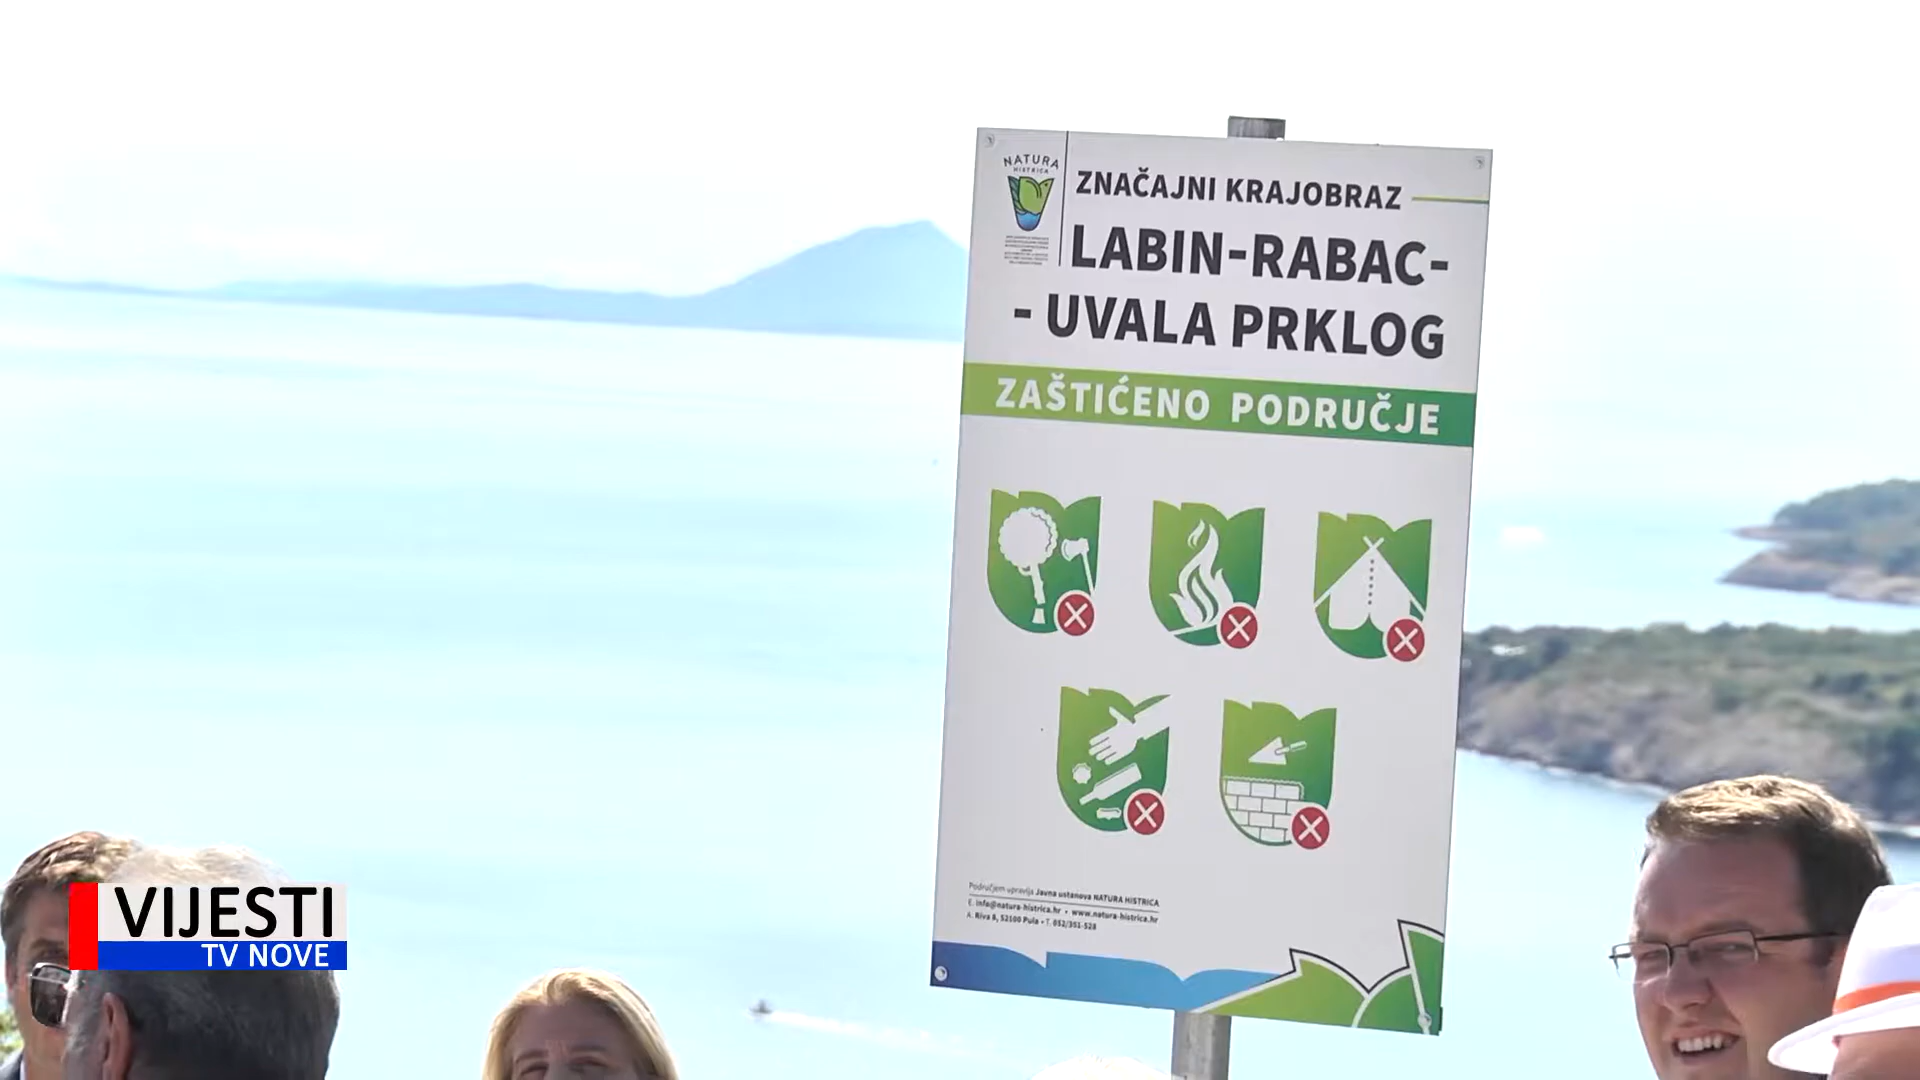 NATURA
HISTRICA
ZNAČAJNI KRAJOBRAZ
LABIN-RABAC-
- UVALA PRKLOG
ZAŠTIĆENO PODRUČJE
Područjem upravlja Javna ustanova NATURA HISTRICA
E. info@natura-histrica.hr • www.natura-histrica.hr
A. Riva 8, 52100 Pula • T. 052/351-520
VIJESTI
TV NOVE